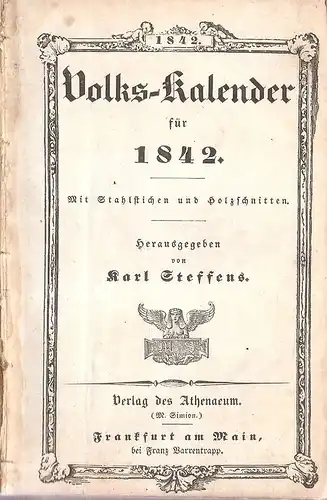 1842.
Volks-Kalender
für
1842.
Mit Stahlstichen und Holzschnitten.
Herausgegeben
von
Karl Steffens.
Verlag des Athenaeum.
(M. Simion.)
Frankfurt am Main,
bei Franz Varrentrapp.